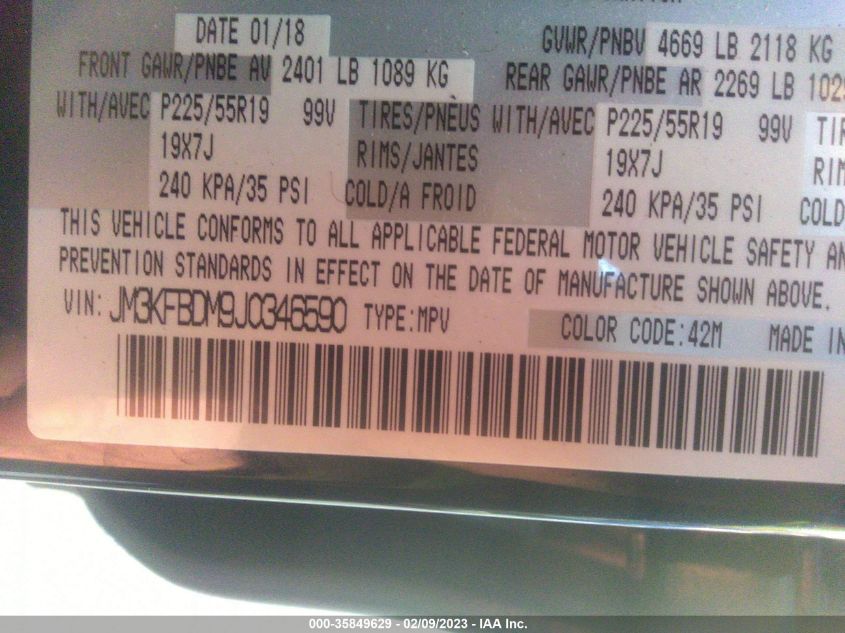 DATE 01/18
GVWR/PNBV 4669 LB 2118 KG
FRONT GAWR/PNBE AV 2401 LB 1089 KG
REAR GAWR/PNBE AR 2269 LB
WITH/AVEC P225/55R19 99V TIRES/PNEUS WITH/AVEC P225/55R19 99V
19X7J RIMS/JANTES 19X7J
240 KPA/35 PSI COLD/A FROID 240 KPA/35 PSI COLD
THIS VEHICLE CONFORMS TO ALL APPLICABLE FEDERAL MOTOR VEHICLE SAFETY
PREVENTION STANDARDS IN EFFECT ON THE DATE OF MANUFACTURE SHOWN ABOVE.
VIN: JM3KFBDM9J0346590 TYPE:MPV COLOR CODE:42M MADE IN
000-35849629 - 02/09/2023 - IAA Inc.